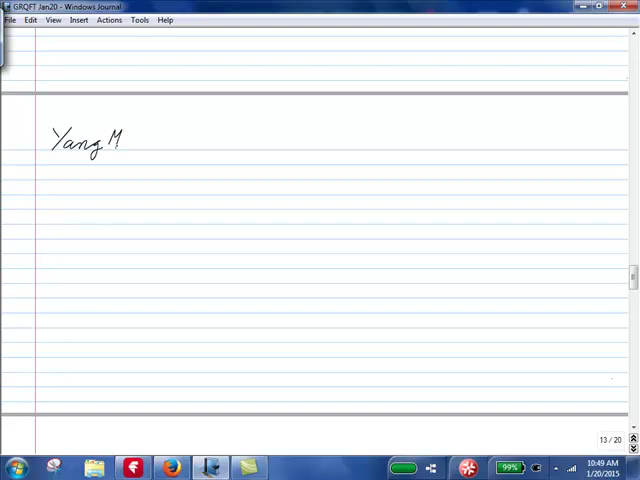 GRQFT Jan20 - Windows Journal
File Edit View Insert Actions Tools Help
Yang M
13 / 20
99%
10:49 AM
1/20/2015